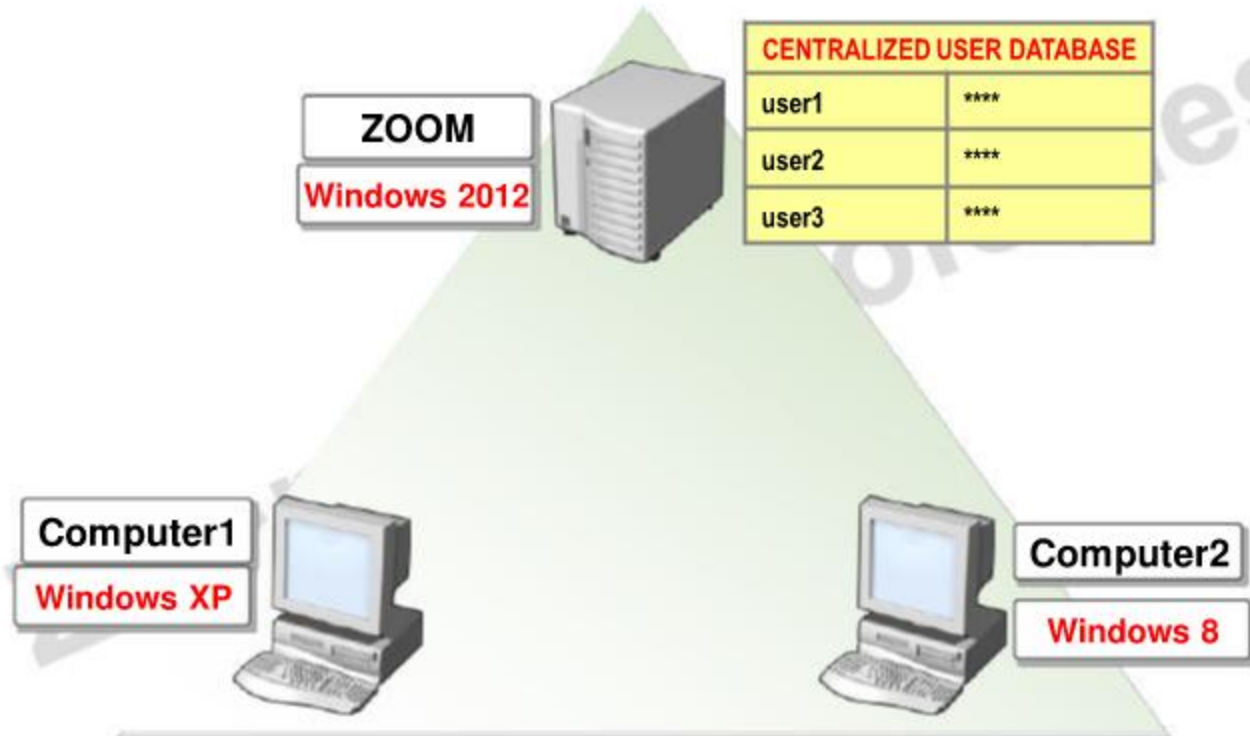 CENTRALIZED USER DATABASE
user1 ****
user2 ****
user3 ****
ZOOM
Windows 2012
Computer1
Windows XP
Computer2
Windows 8